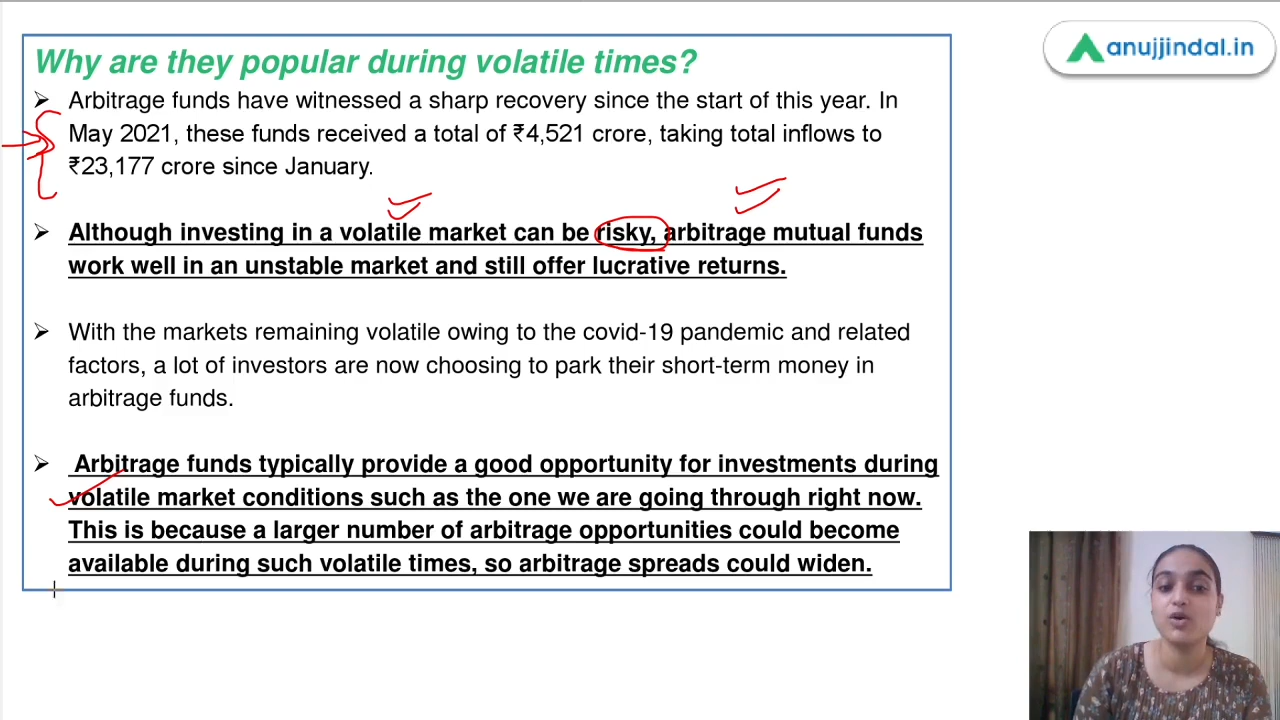 Why are they popular during volatile times?
anujjindal.in
Arbitrage funds have witnessed a sharp recovery since the start of this year. In
May 2021, these funds received a total of ₹4,521 crore, taking total inflows to
₹23,177 crore since January.
Although investing in a volatile market can be risky, arbitrage mutual funds
work well in an unstable market and still offer lucrative returns.
With the markets remaining volatile owing to the covid-19 pandemic and related
factors, a lot of investors are now choosing to park their short-term money in
arbitrage funds.
Arbitrage funds typically provide a good opportunity for investments during
volatile market conditions such as the one we are going through right now.
This is because a larger number of arbitrage opportunities could become
available during such volatile times, so arbitrage spreads could widen.